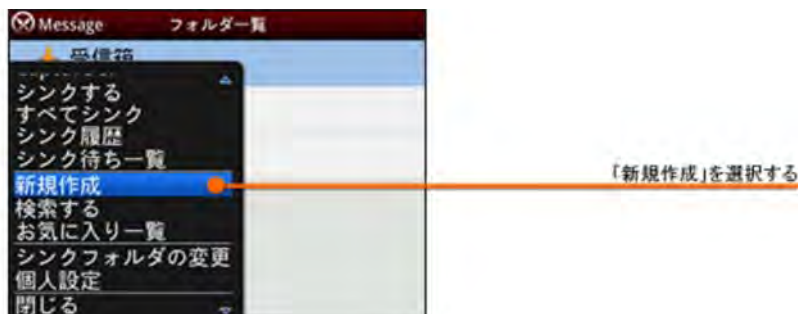 Message フォルダ一覧
受信箱
シンクする
すべてシンク
シンク履歴
シンク待ち一覧
新規作成
「新規作成」を選択する
検索する
お気に入り一覧
シンクフォルダの変更
個人設定
閉じる